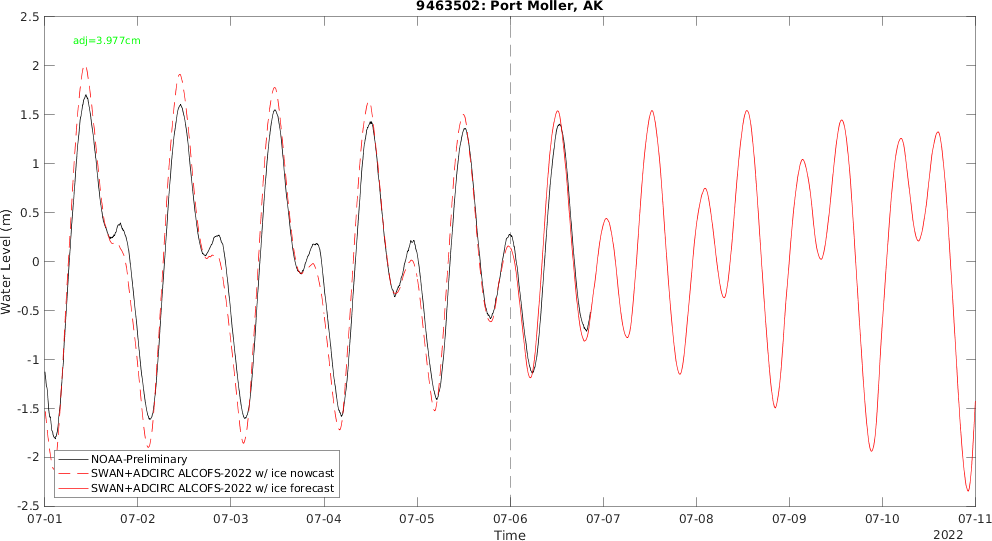 9463502: Port Moller, AK
adj=3.977cm
2.5
2
1.5
1
0.5
0
-0.5
-1
-1.5
-2
-2.5
Water Level (m)
NOAA-Preliminary
SWAN+ADCIRC ALCOFS-2022 w/ ice nowcast
SWAN+ADCIRC ALCOFS-2022 w/ ice forecast
07-01 07-02 07-03 07-04 07-05 07-06 07-07 07-08 07-09 07-10 07-11
Time
2022